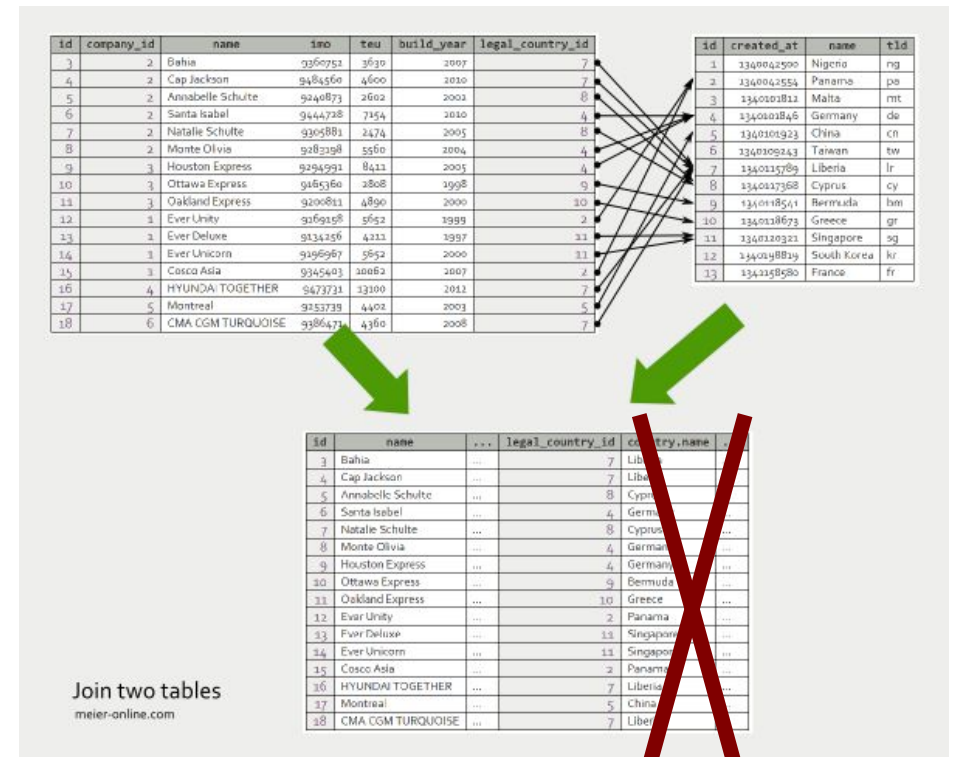 id company_id name imo teu build_year legal_country_id
3 2 Bahia 9360752 3630 2007 7
4 2 Cap Jackson 9484560 4600 2010 7
5 2 Annabelle Schulte 9240873 2602 2002 8
6 2 Santa Isabel 9444728 7154 2010 4
7 2 Natalie Schulte 9305881 2474 2005 8
8 2 Monte Olivia 9283198 5560 2004 4
9 3 Houston Express 9294991 8411 2005 4
10 3 Ottawa Express 9165360 2808 1998 9
11 3 Oakland Express 9200811 4890 2000 10
12 1 Ever Unity 9169158 5652 1999 2
13 1 Ever Deluxe 9134256 4211 1997 11
14 1 Ever Unicorn 9196967 5652 2000 11
15 1 Cosco Asia 9345403 10062 2007 2
16 4 HYUNDAI TOGETHER 9473731 13100 2012 7
17 5 Montreal 9253739 4402 2003 5
18 6 CMA CGM TURQUOISE 9386471 4360 2008 7
id created_at name tld
1 1340042500 Nigeria ng
2 1340042554 Panama pa
3 1340101812 Malta mt
4 1340101846 Germany de
5 1340101923 China cn
6 1340109243 Taiwan tw
7 1340115789 Liberia lr
8 1340117368 Cyprus cy
9 1340118541 Bermuda bm
10 1340118673 Greece gr
11 1340120321 Singapore sg
12 1340198819 South Korea kr
13 1341158580 France fr
id name ... legal_country_id country.name ...
3 Bahia ... 7 Liberia
4 Cap Jackson ... 7 Liberia
5 Annabelle Schulte ... 8 Cyprus ...
6 Santa Isabel ... 4 Germany ...
7 Natalie Schulte ... 8 Cyprus ...
8 Monte Olivia ... 4 Germany ...
9 Houston Express ... 4 Germany ...
10 Ottawa Express ... 9 Bermuda ...
11 Oakland Express ... 10 Greece ...
12 Ever Unity ... 2 Panama ...
13 Ever Deluxe ... 11 Singapore ...
14 Ever Unicorn ... 11 Singapore ...
15 Cosco Asia ... 2 Panama ...
16 HYUNDAI TOGETHER ... 7 Liberia ...
17 Montreal ... 5 China ...
18 CMA CGM TURQUOISE ... 7 Liberia ...
Join two tables
meier-online.com